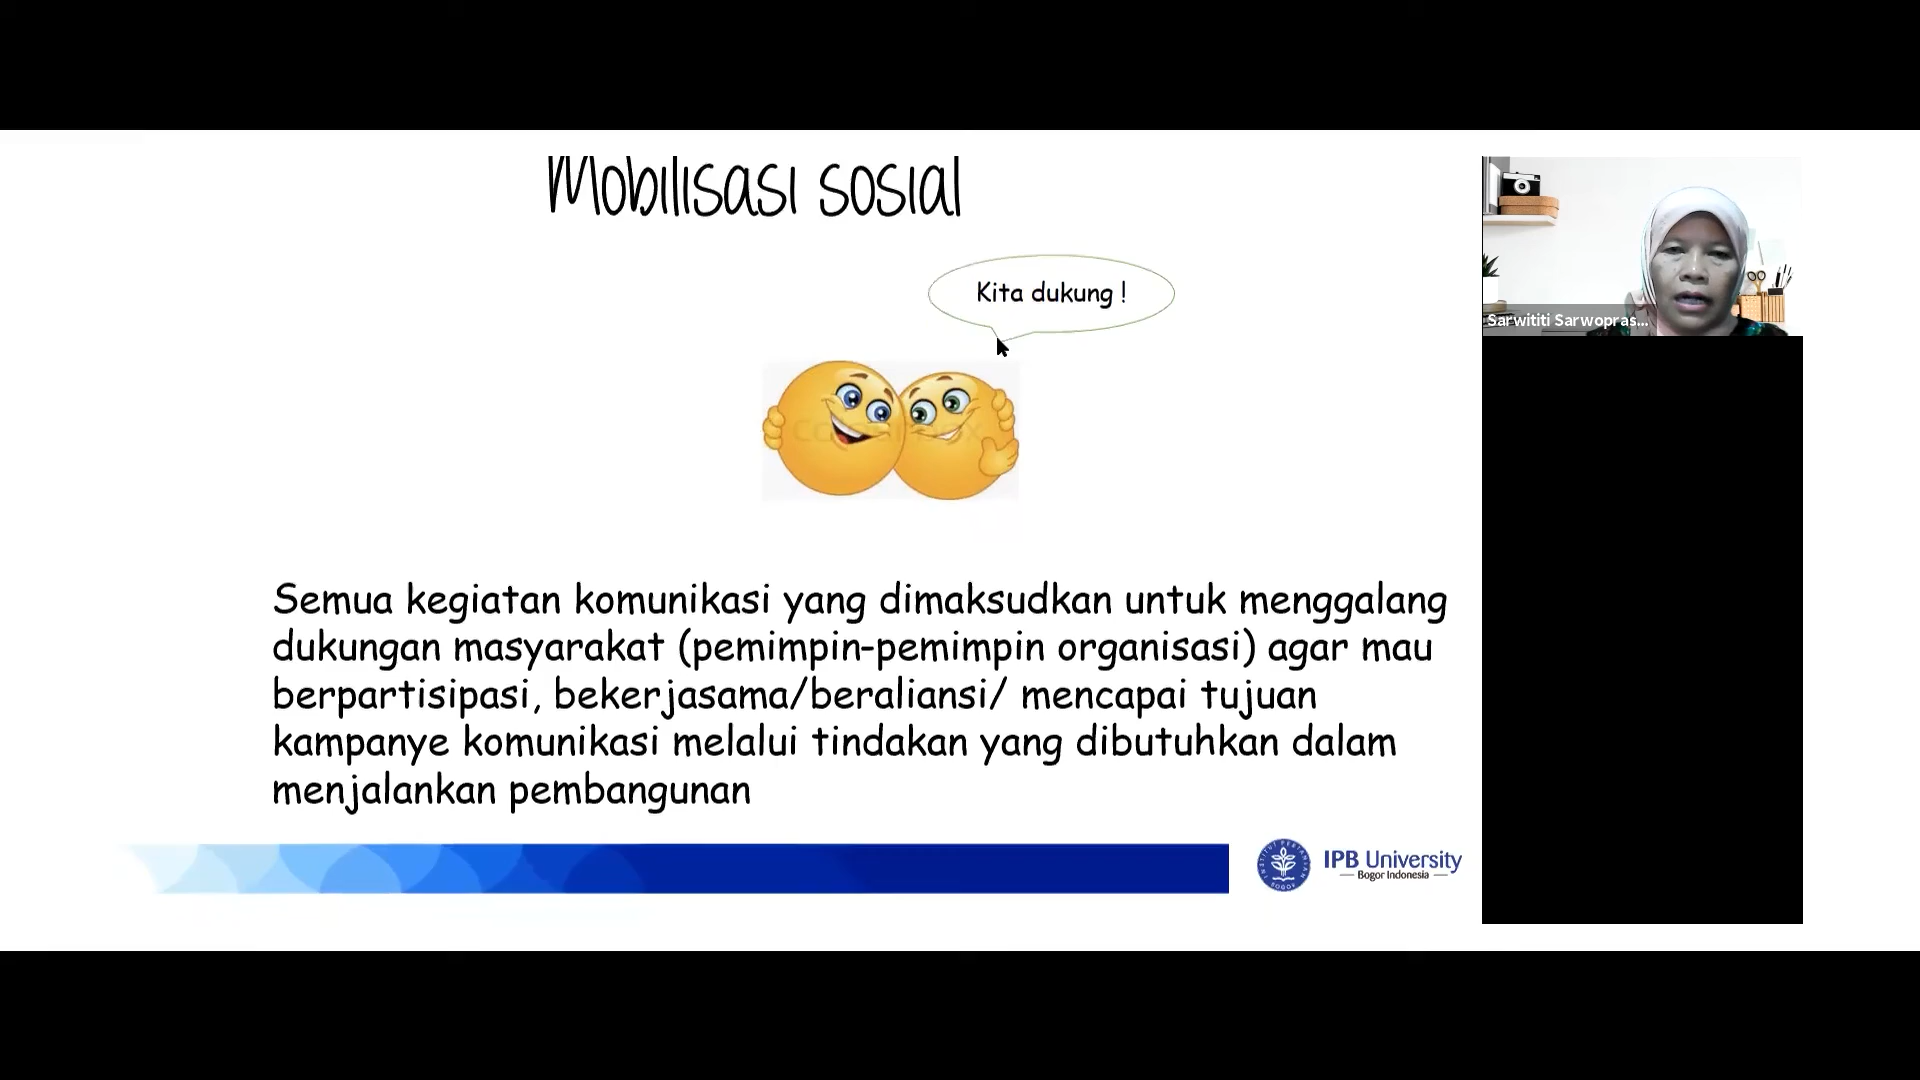 Mobilisasi sosial
Kita dukung !
Sarwititi Sarwopras...
Semua kegiatan komunikasi yang dimaksudkan untuk menggalang
dukungan masyarakat (pemimpin-pemimpin organisasi) agar mau
berpartisipasi, bekerjasama/beraliansi/ mencapai tujuan
kampanye komunikasi melalui tindakan yang dibutuhkan dalam
menjalankan pembangunan
IPB University
Bogor Indonesia